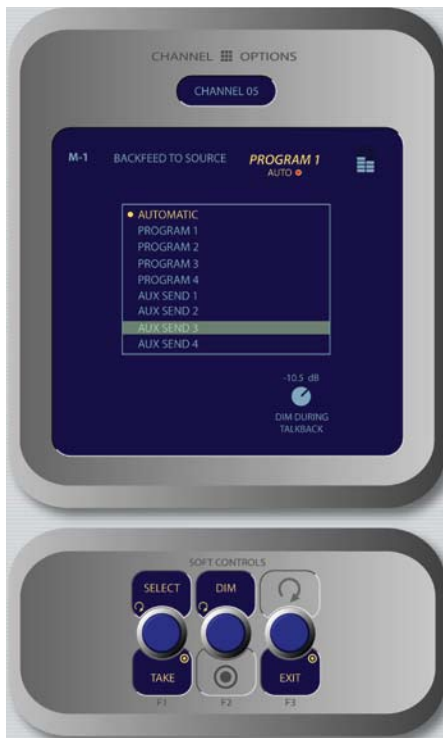 CHANNEL OPTIONS
CHANNEL 05
M-1 BACKFEED TO SOURCE PROGRAM 1
AUTO
AUTOMATIC
PROGRAM 1
PROGRAM 2
PROGRAM 3
PROGRAM 4
AUX SEND 1
AUX SEND 2
AUX SEND 3
AUX SEND 4
-10.5 dB
DIM DURING
TALKBACK
SOFT CONTROLS
SELECT DIM
TAKE EXIT
F1 F2 F3